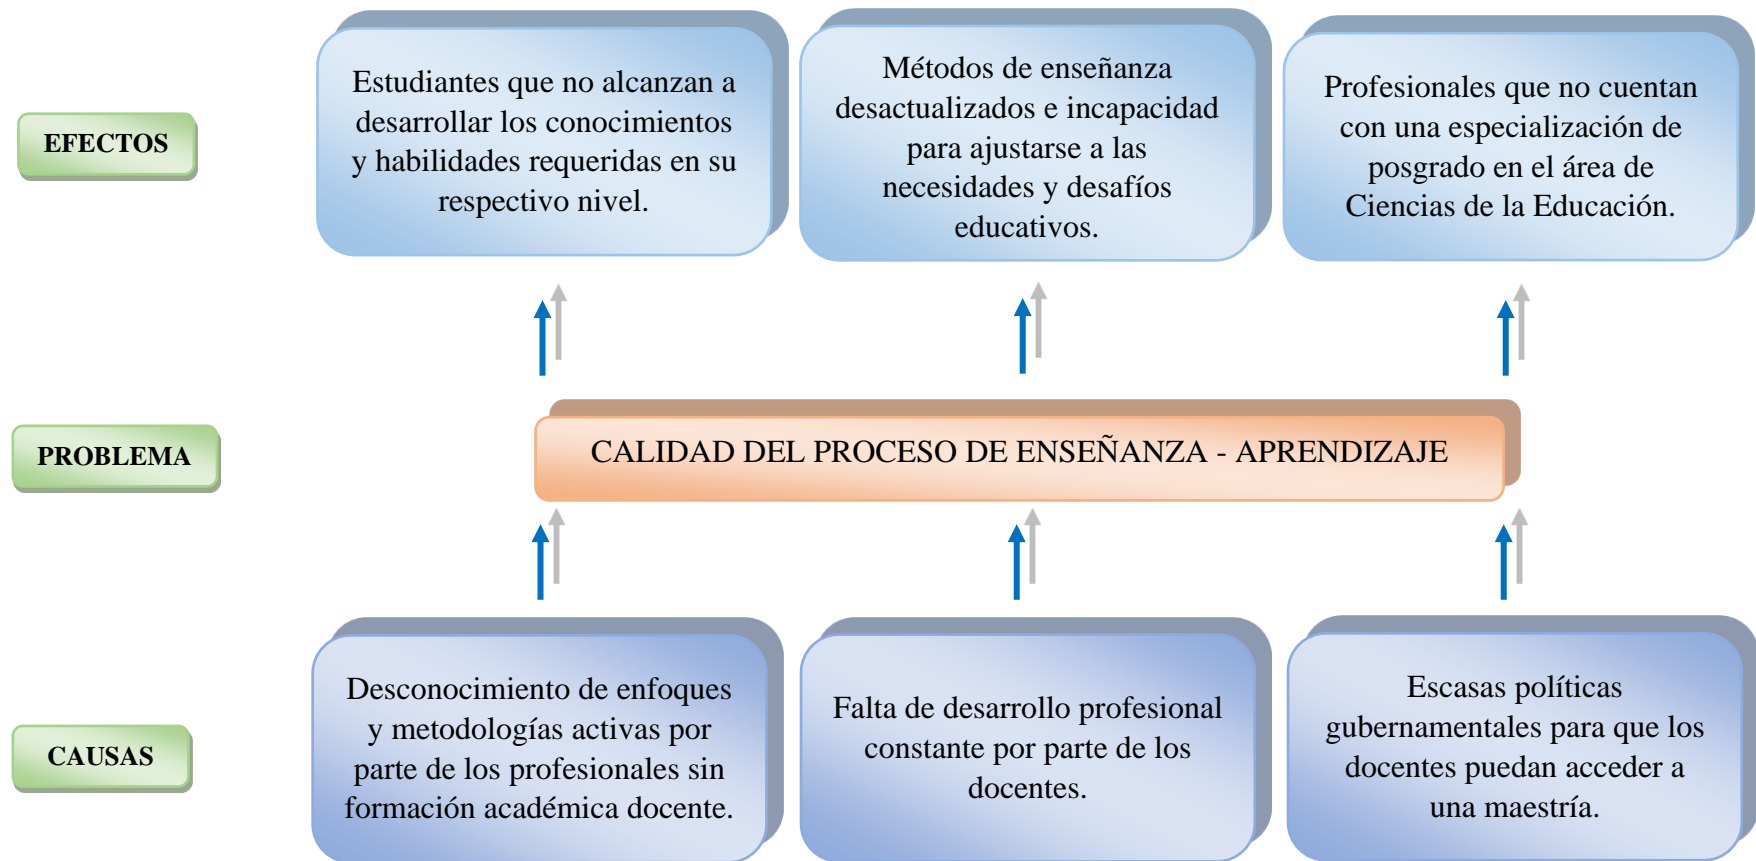 EFECTOS
Estudiantes que no alcanzan a
desarrollar los conocimientos
y habilidades requeridas en su
respectivo nivel.
Métodos de enseñanza
desactualizados e incapacidad
para ajustarse a las
necesidades y desafíos
educativos.
Profesionales que no cuentan
con una especialización de
posgrado en el área de
Ciencias de la Educación.
PROBLEMA
CALIDAD DEL PROCESO DE ENSEÑANZA - APRENDIZAJE
CAUSAS
Desconocimiento de enfoques
y metodologías activas por
parte de los profesionales sin
formación académica docente.
Falta de desarrollo profesional
constante por parte de los
docentes.
Escasas políticas
gubernamentales para que los
docentes puedan acceder a
una maestría.